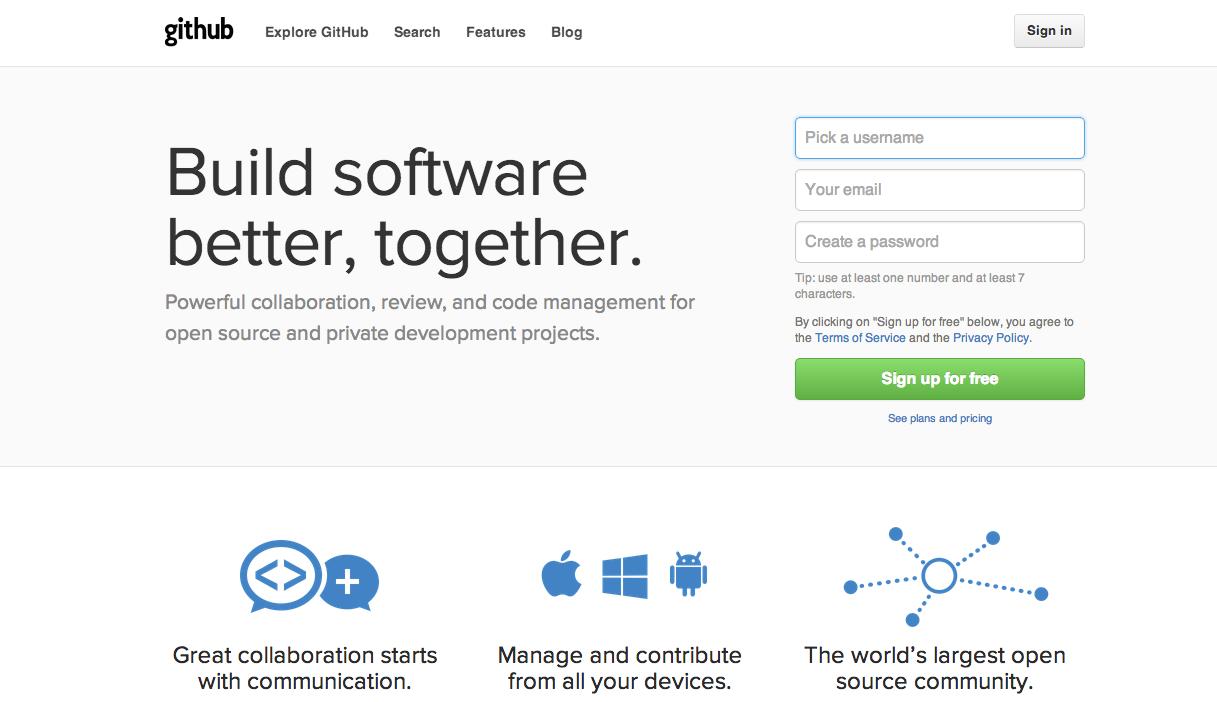 github
Explore GitHub
Search
Features
Blog
Sign in
Build software
better, together.
Powerful collaboration, review, and code management for
open source and private development projects.
Pick a username
Your email
Create a password
Tip: use at least one number and at least 7
characters.
By clicking on "Sign up for free" below, you agree to
the Terms of Service and the Privacy Policy.
Sign up for free
See plans and pricing
Great collaboration starts
with communication.
Manage and contribute
from all your devices.
The world’s largest open
source community.